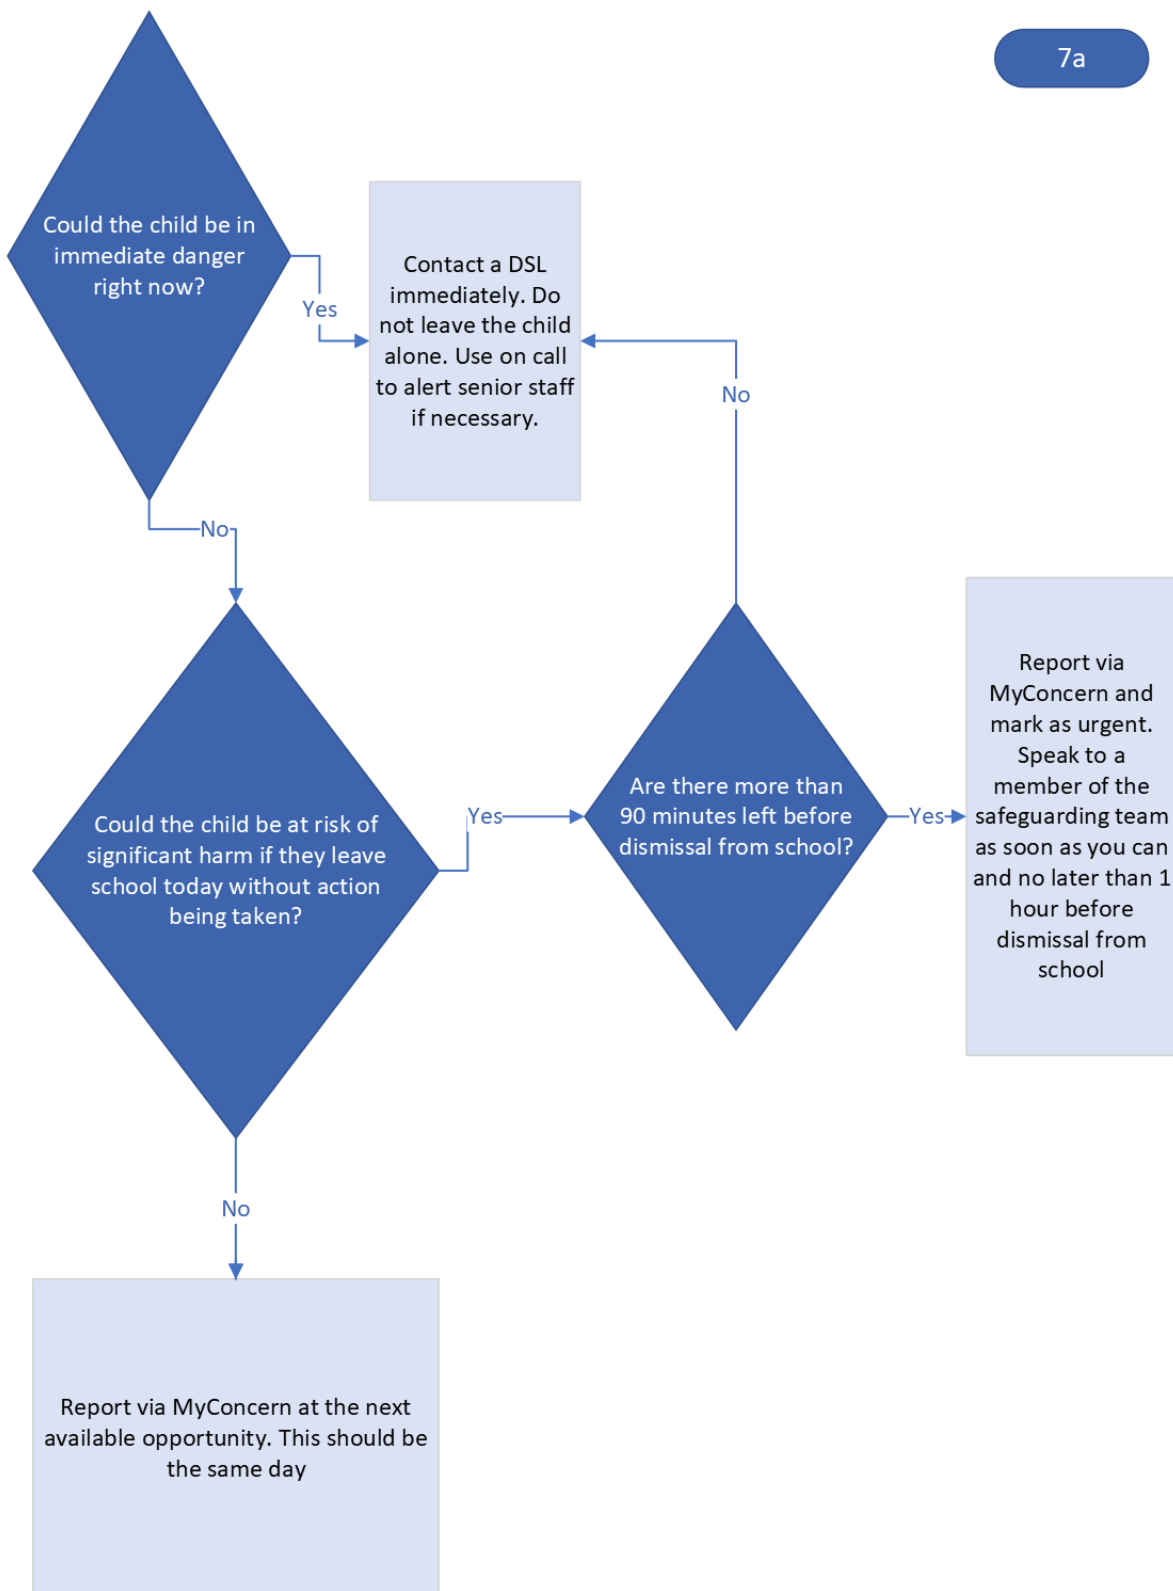 7a
Could the child be in
immediate danger
right now?
Yes
Contact a DSL
immediately. Do
not leave the child
alone. Use on call
to alert senior staff
if necessary.
No
No
Could the child be at risk of
significant harm if they leave
school today without action
being taken?
Yes
Are there more than
90 minutes left before
dismissal from school?
Yes
Report via
MyConcern and
mark as urgent.
Speak to a
member of the
safeguarding team
as soon as you can
and no later than 1
hour before
dismissal from
school
No
Report via MyConcern at the next
available opportunity. This should be
the same day